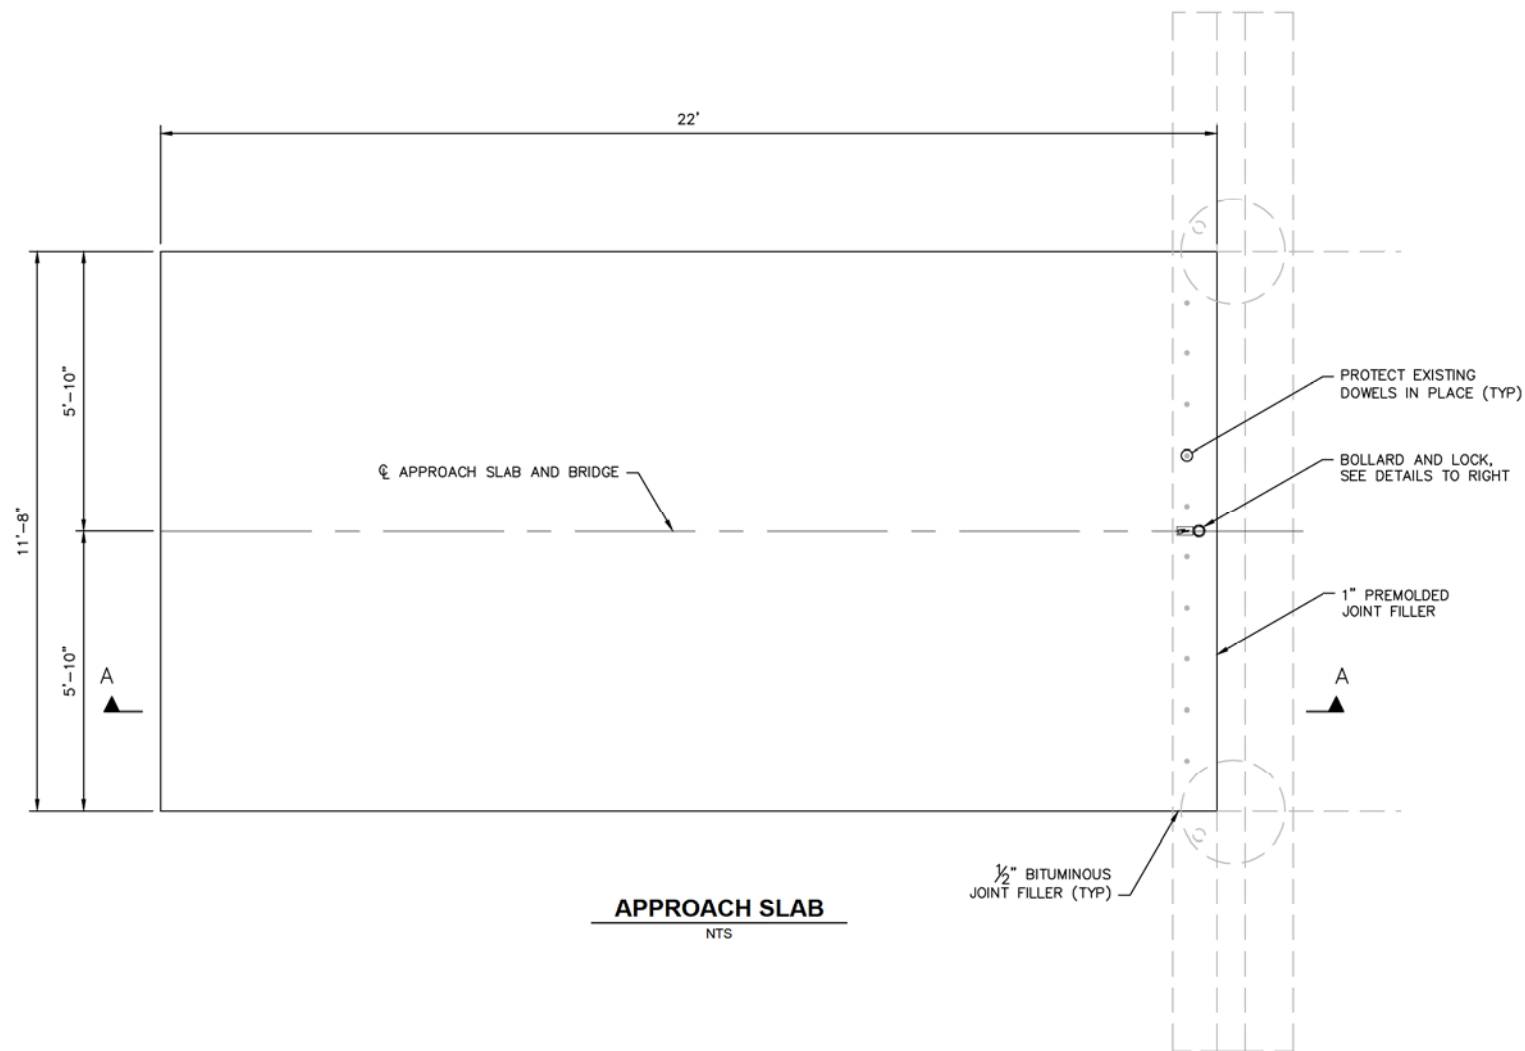 22'
5'-10"
11'-8"
5'-10"
A
A
℄ APPROACH SLAB AND BRIDGE
PROTECT EXISTING
DOWELS IN PLACE (TYP)
BOLLARD AND LOCK,
SEE DETAILS TO RIGHT
1" PREMOLDED
JOINT FILLER
½" BITUMINOUS
JOINT FILLER (TYP)
APPROACH SLAB
NTS